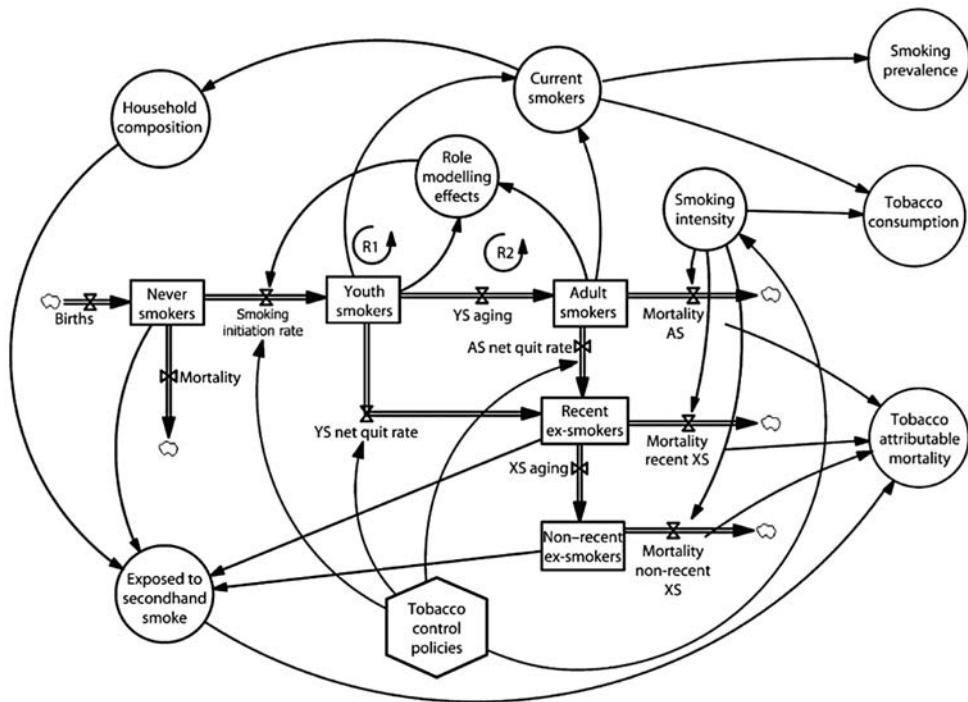 Smoking
prevalence
Current
smokers
Household
composition
Role
modelling
effects
Smoking
intensity
Tobacco
consumption
R1
R2
Births
Never
smokers
Smoking
initiation rate
Youth
smokers
YS aging
Adult
smokers
Mortality
AS
Mortality
AS net quit rate
YS net quit rate
Recent
ex-smokers
Mortality
recent XS
Tobacco
attributable
mortality
XS aging
Non-recent
ex-smokers
Mortality
non-recent
XS
Exposed to
secondhand
smoke
Tobacco
control
policies